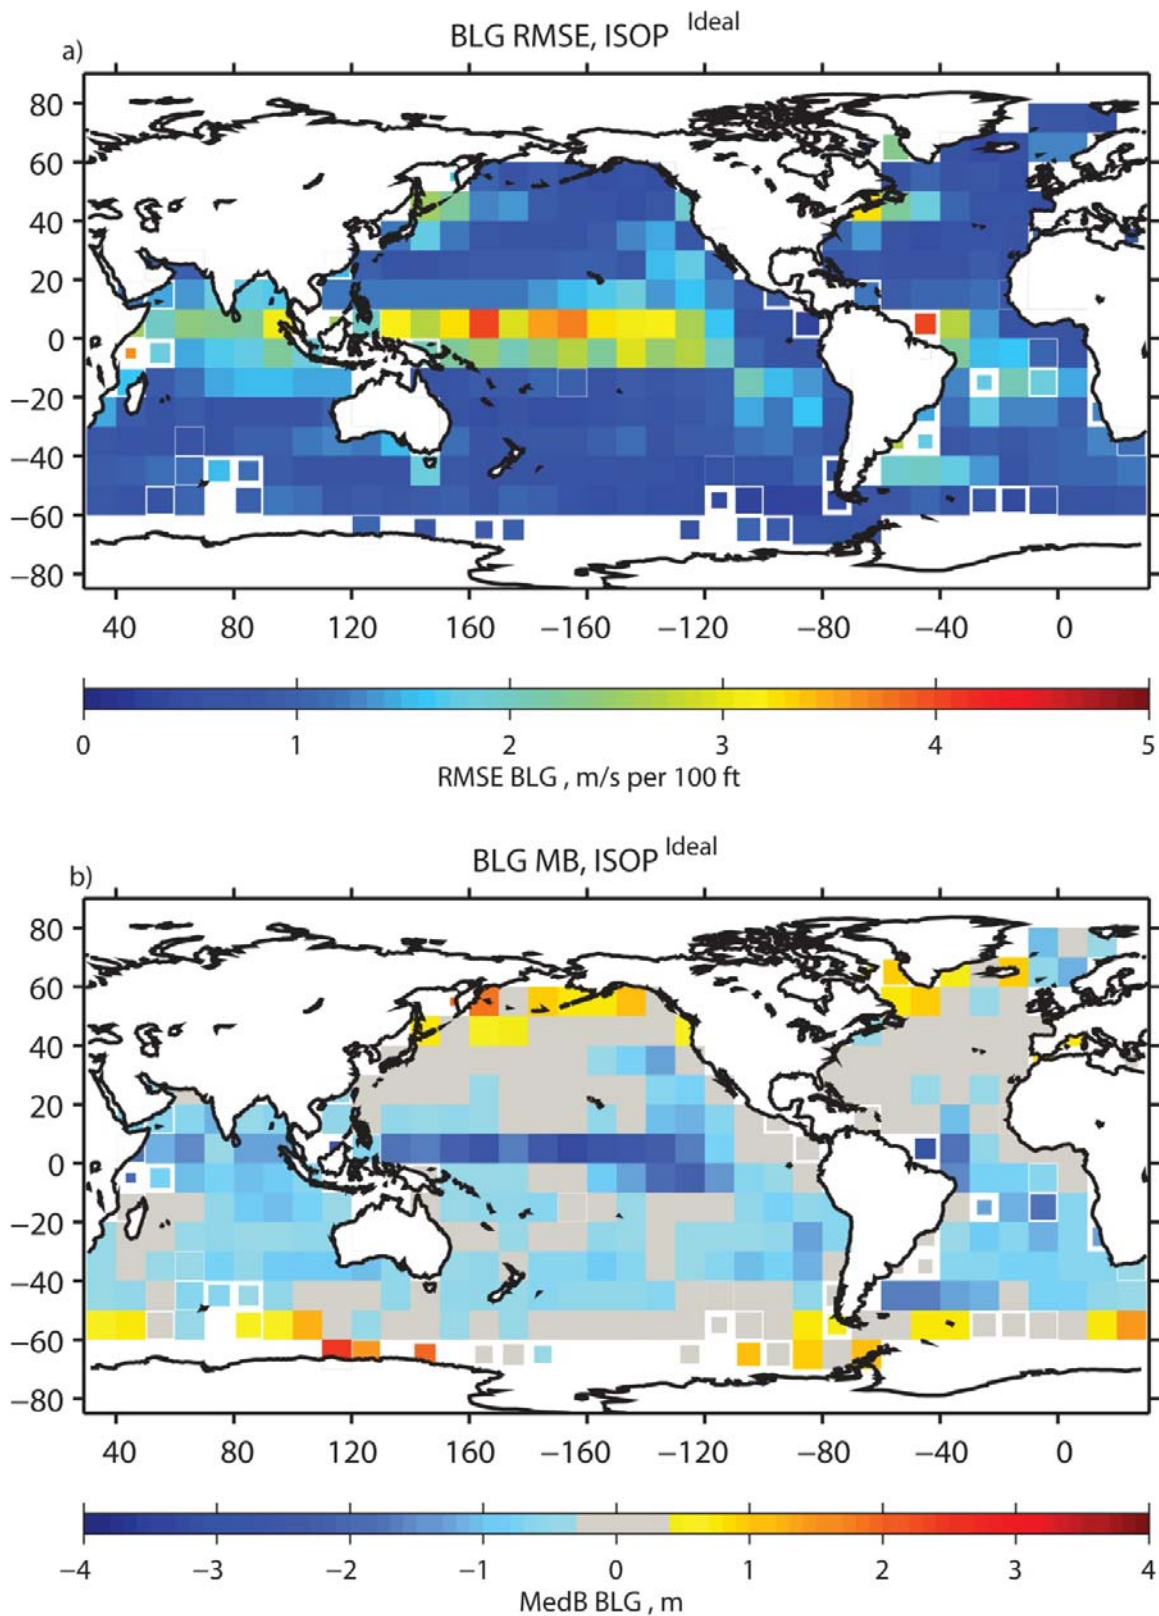 BLG RMSE, ISOP Ideal
a)
80
60
40
20
0
−20
−40
−60
−80
40 80 120 160 −160 −120 −80 −40 0
0 1 2 3 4 5
RMSE BLG , m/s per 100 ft
BLG MB, ISOP Ideal
b)
80
60
40
20
0
−20
−40
−60
−80
40 80 120 160 −160 −120 −80 −40 0
−4 −3 −2 −1 0 1 2 3 4
MedB BLG , m